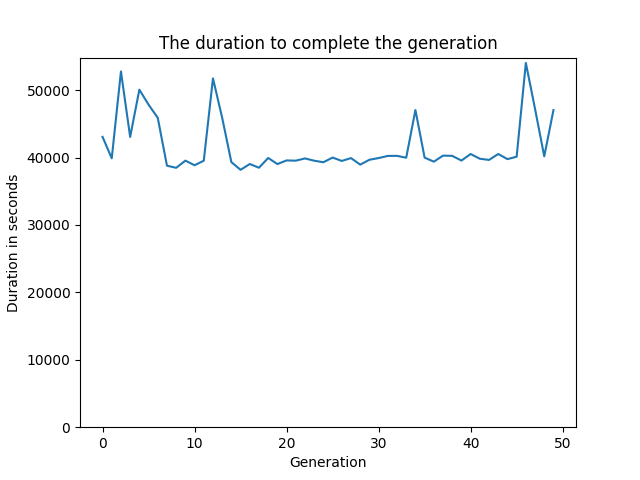 The duration to complete the generation
Duration in seconds
50000
40000
30000
20000
10000
0
0 10 20 30 40 50
Generation